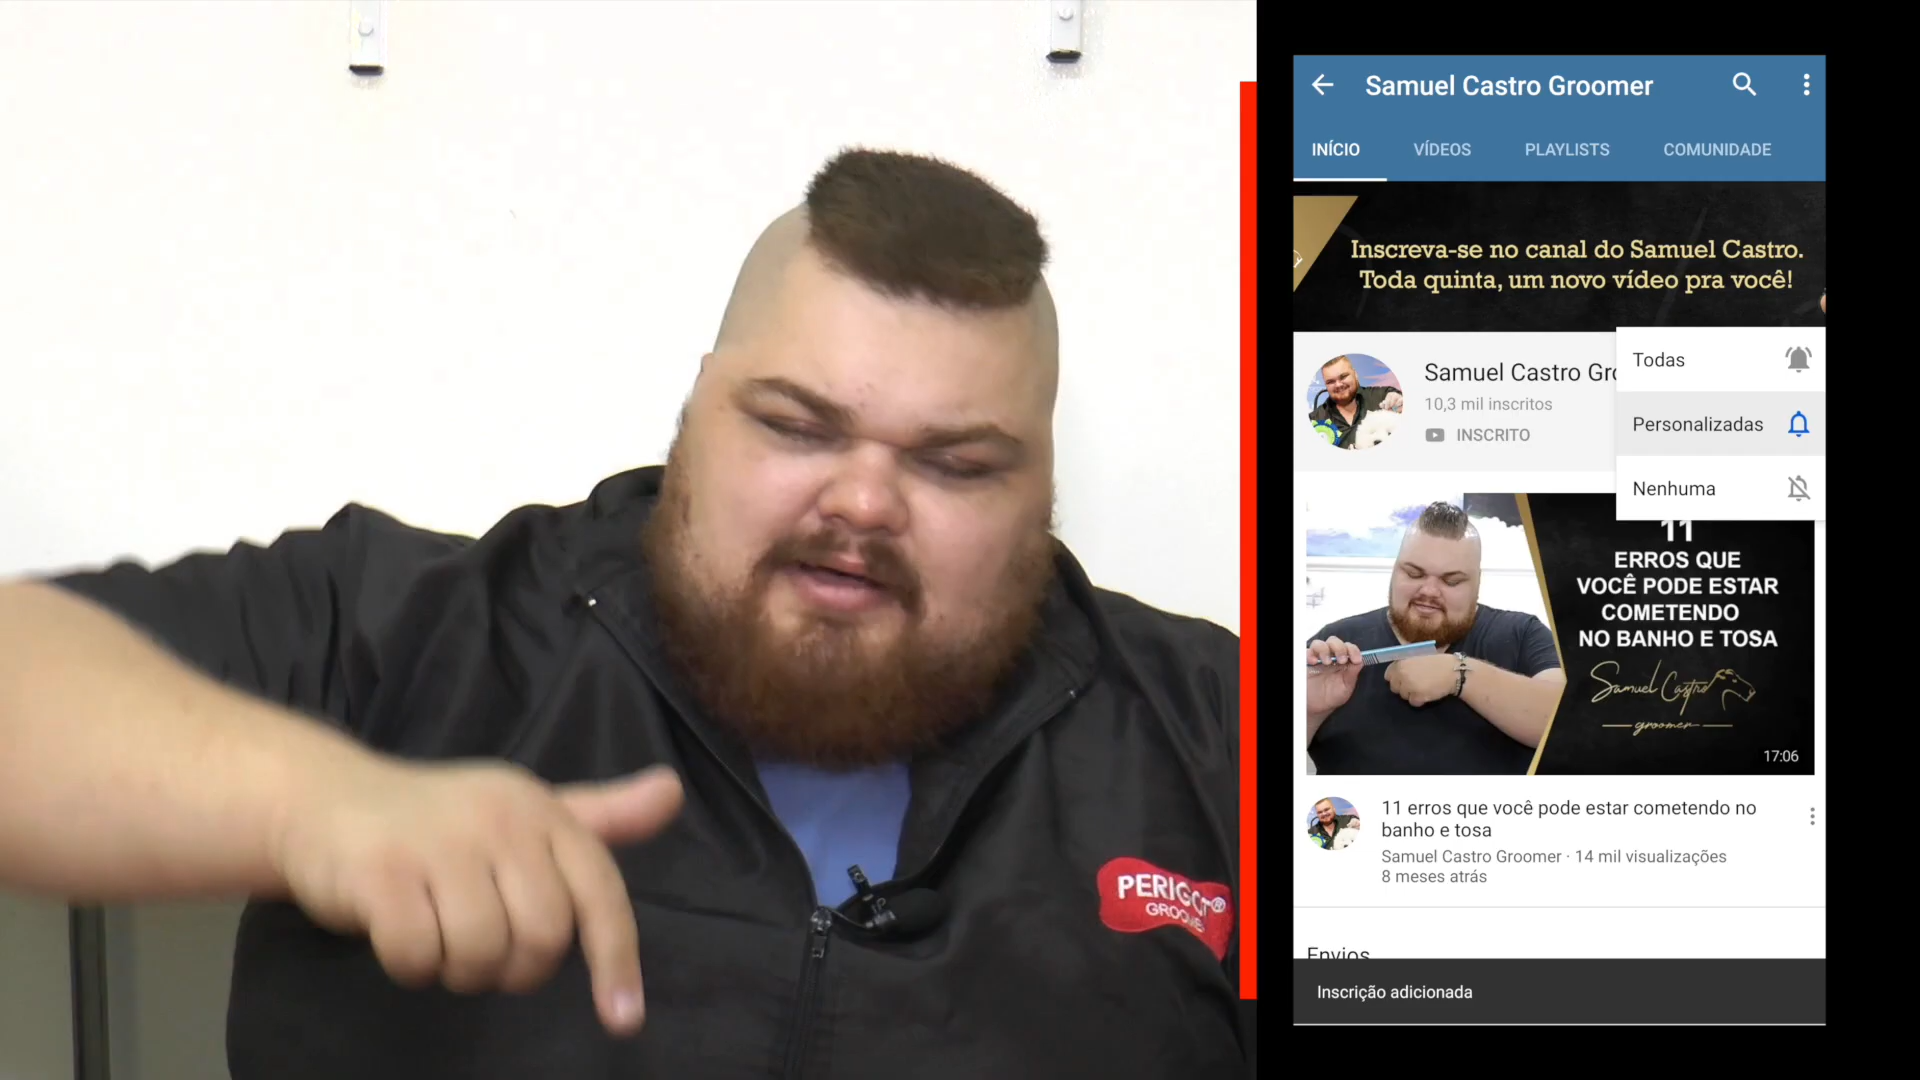 Samuel Castro Groomer
INÍCIO
VÍDEOS
PLAYLISTS
COMUNIDADE
Inscreva-se no canal do Samuel Castro.
Toda quinta, um novo vídeo pra você!
Samuel Castro Gro
10,3 mil inscritos
INSCRITO
Todas
Personalizadas
Nenhuma
11
ERROS QUE
VOCÊ PODE ESTAR
COMETENDO
NO BANHO E TOSA
Samuel Castro
groomer
17:06
11 erros que você pode estar cometendo no
banho e tosa
Samuel Castro Groomer · 14 mil visualizações
8 meses atrás
Envios
Inscrição adicionada
PERIGOT®